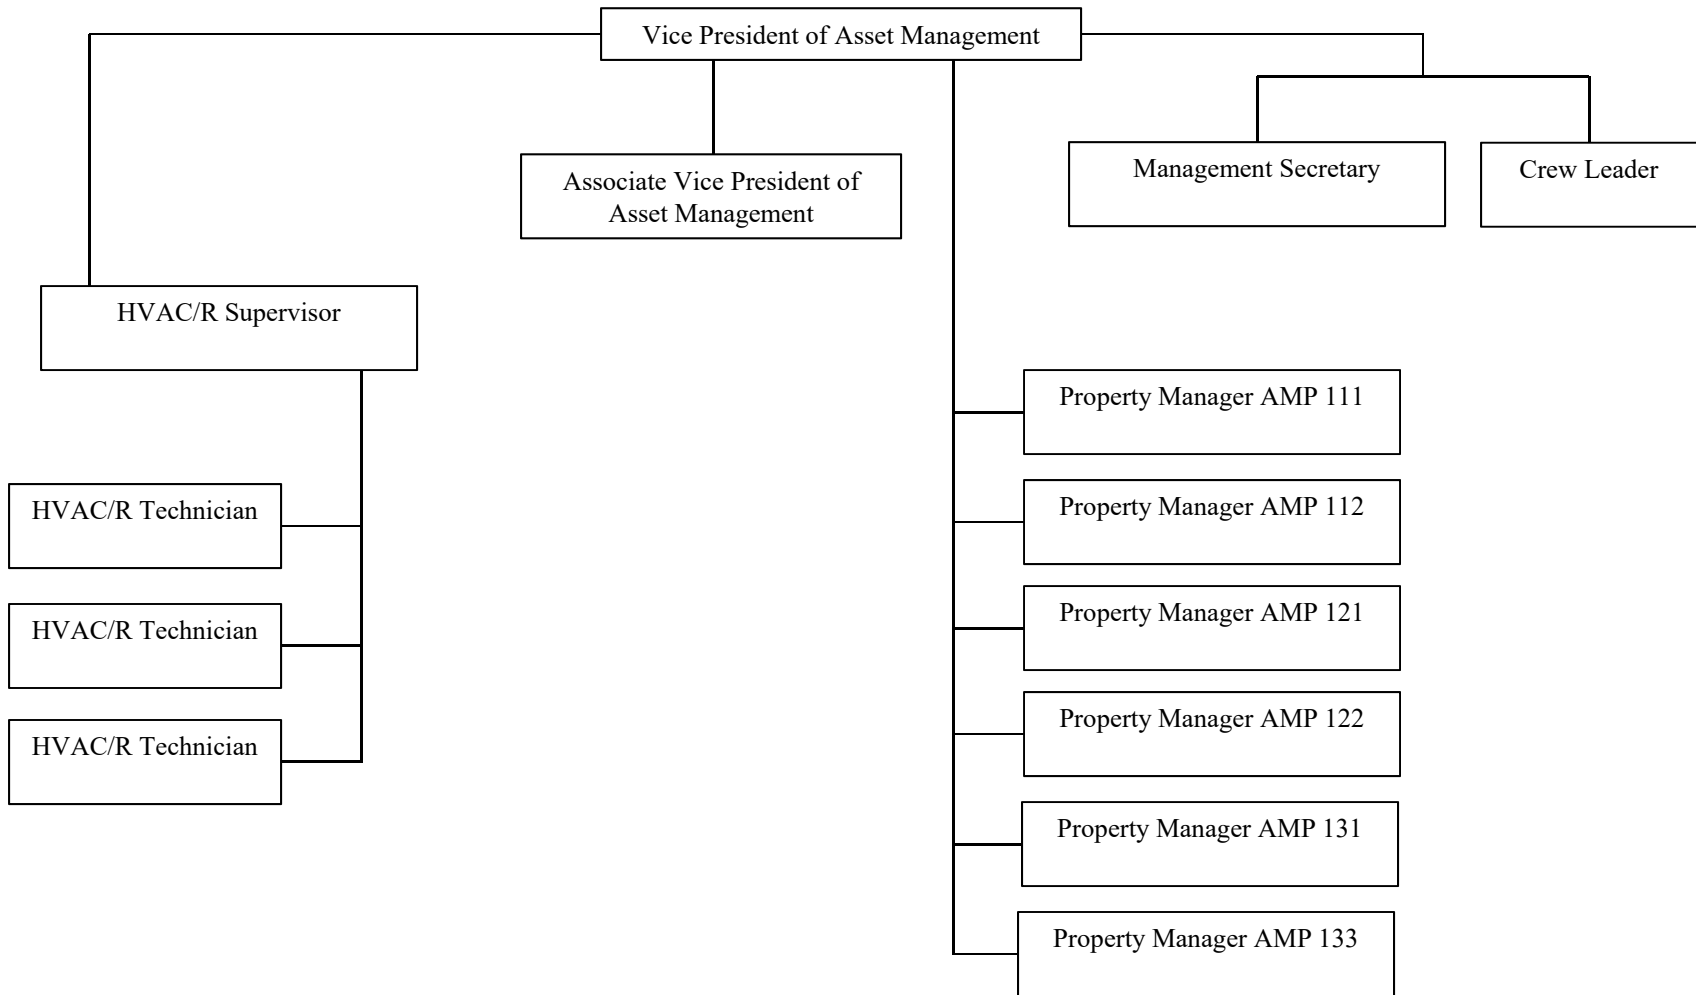 Vice President of Asset Management
Associate Vice President of
Asset Management
Management Secretary
Crew Leader
HVAC/R Supervisor
HVAC/R Technician
HVAC/R Technician
HVAC/R Technician
Property Manager AMP 111
Property Manager AMP 112
Property Manager AMP 121
Property Manager AMP 122
Property Manager AMP 131
Property Manager AMP 133